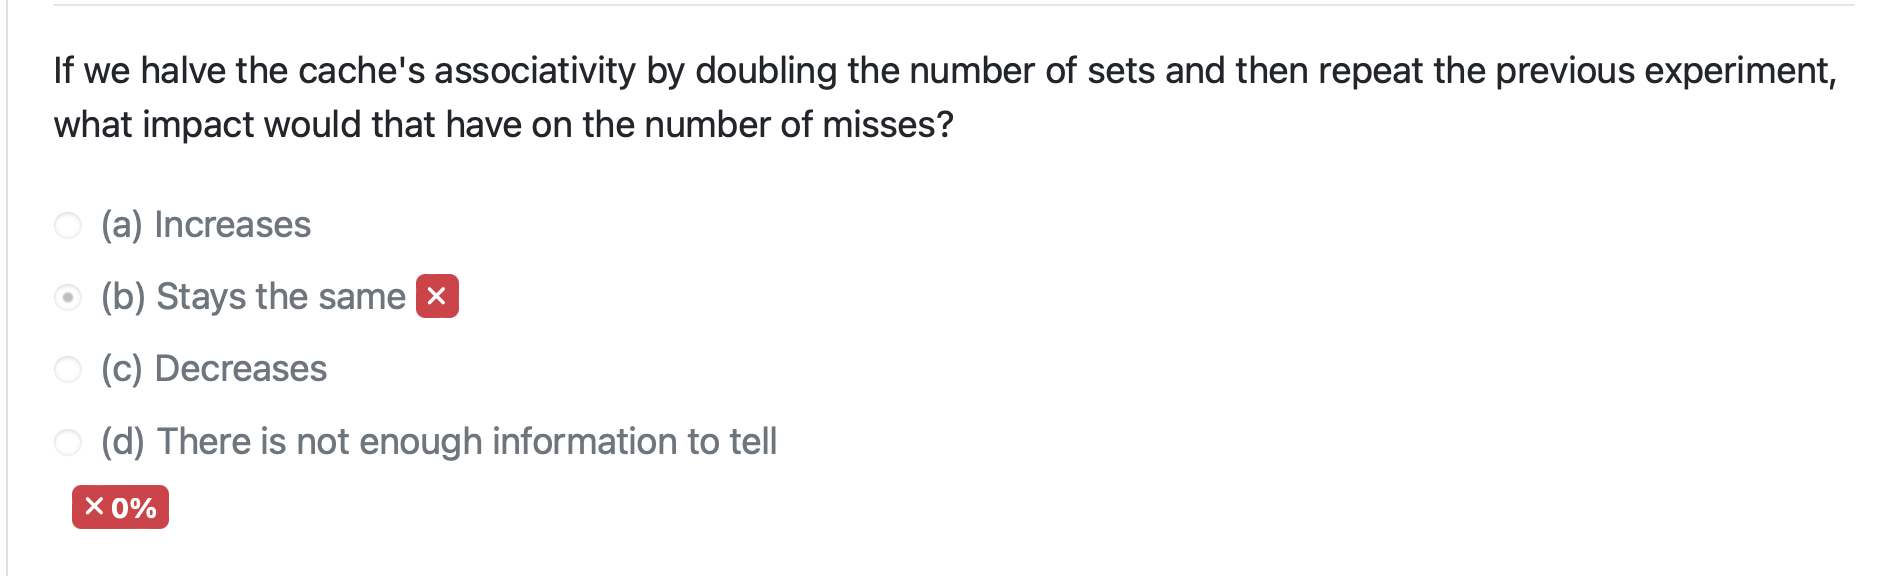 If we halve the cache's associativity by doubling the number of sets and then repeat the previous experiment,
what impact would that have on the number of misses?
(a) Increases
(b) Stays the same
(c) Decreases
(d) There is not enough information to tell
0%